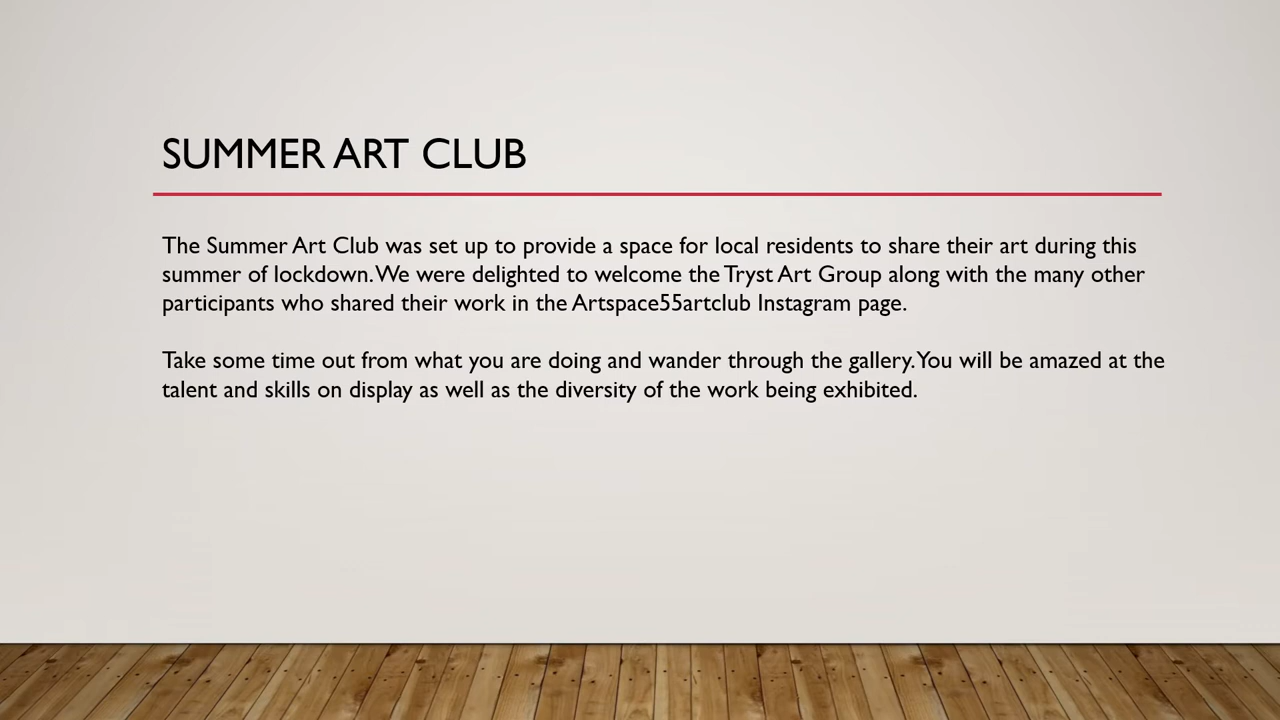 SUMMER ART CLUB
The Summer Art Club was set up to provide a space for local residents to share their art during this
summer of lockdown. We were delighted to welcome the Tryst Art Group along with the many other
participants who shared their work in the Artspace55artclub Instagram page.
Take some time out from what you are doing and wander through the gallery. You will be amazed at the
talent and skills on display as well as the diversity of the work being exhibited.